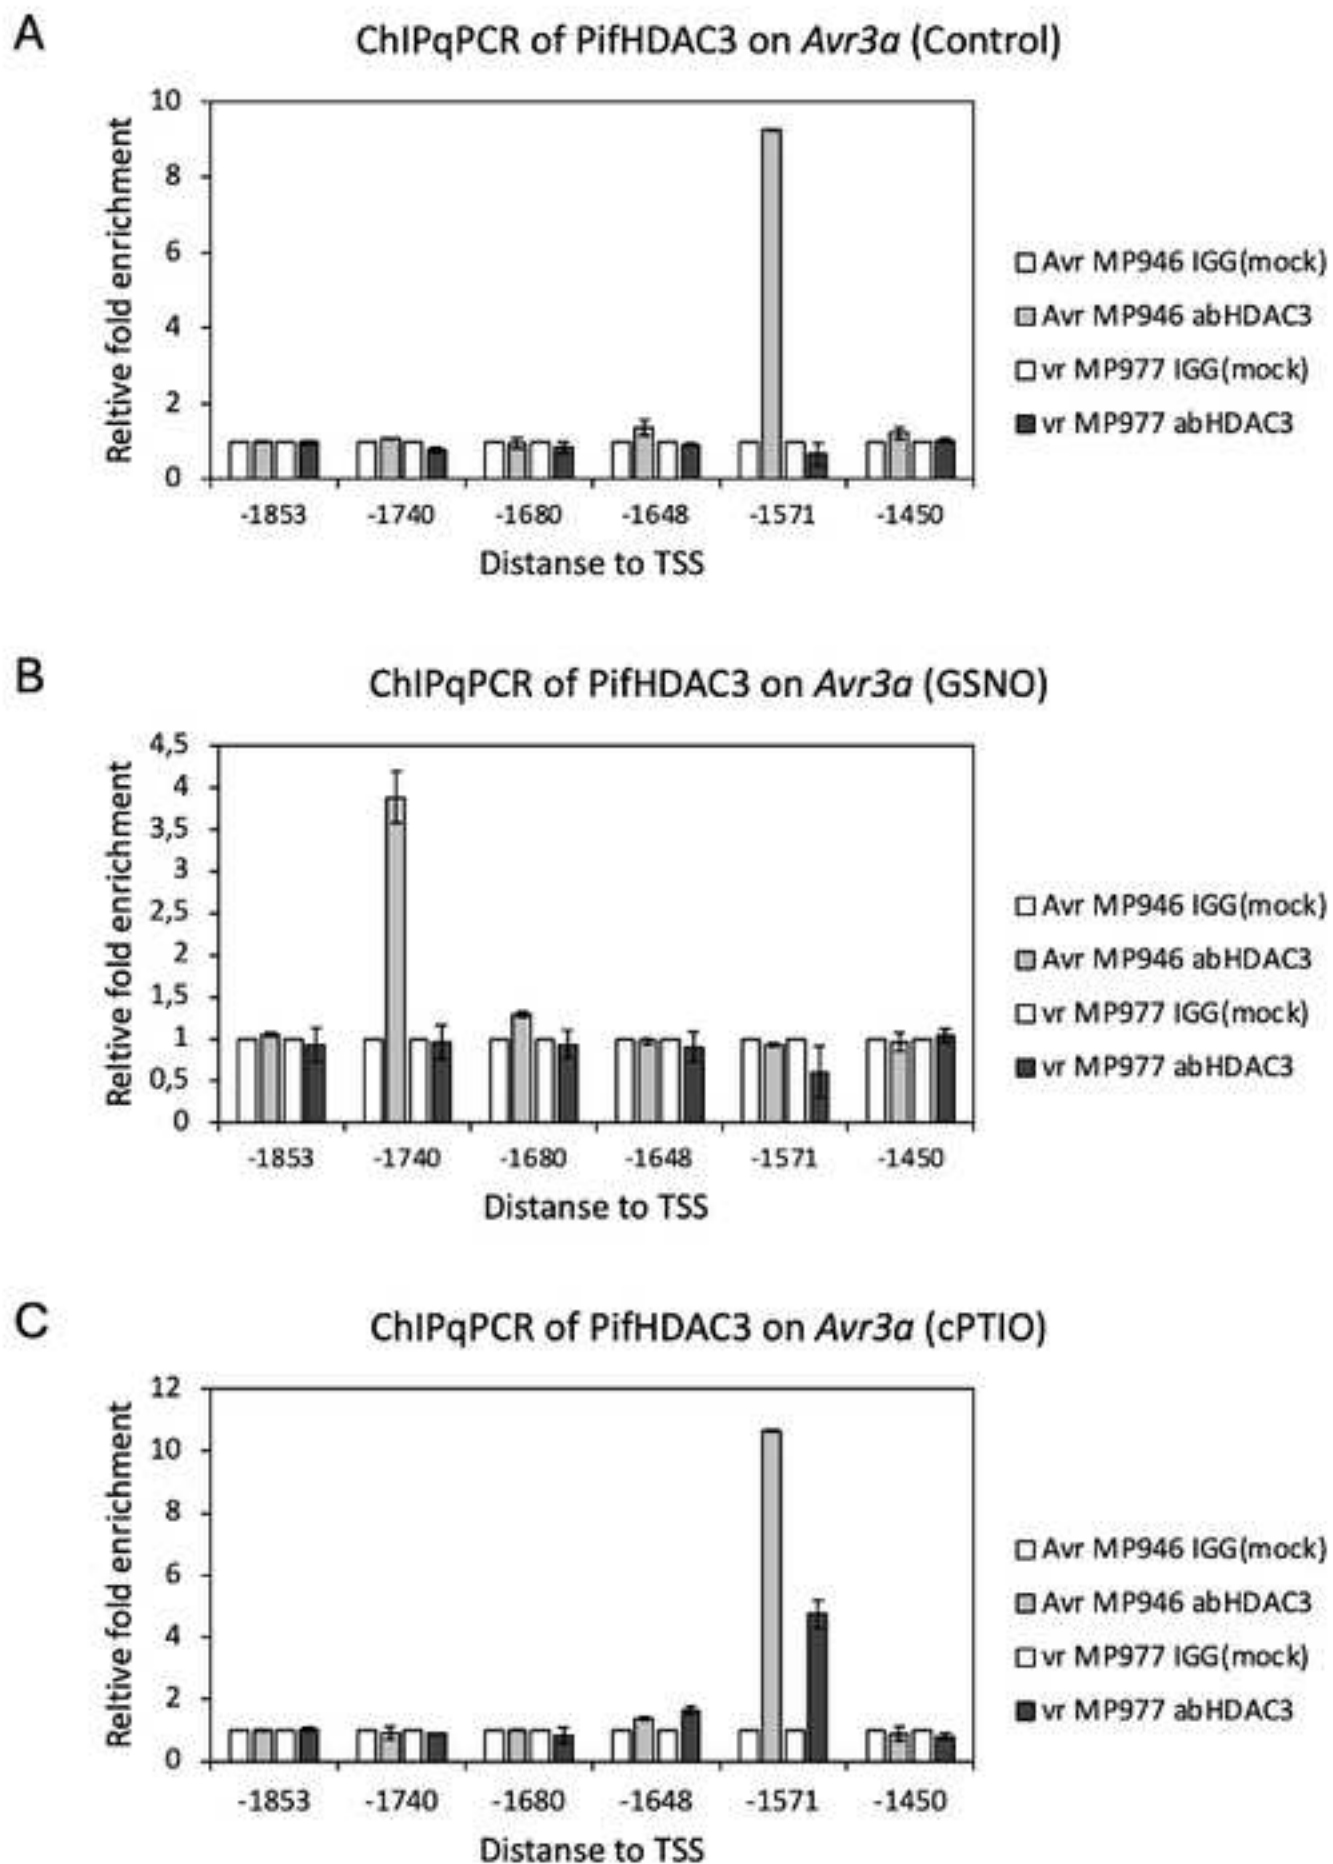 A
ChIPqPCR of PifHDAC3 on Avr3a (Control)
Reltive fold enrichment
10
8
6
4
2
0
-1853 -1740 -1680 -1648 -1571 -1450
Distanse to TSS
Avr MP946 IGG(mock)
Avr MP946 abHDAC3
vr MP977 IGG(mock)
vr MP977 abHDAC3
B
ChIPqPCR of PifHDAC3 on Avr3a (GSNO)
Reltive fold enrichment
4,5
4
3,5
3
2,5
2
1,5
1
0,5
0
-1853 -1740 -1680 -1648 -1571 -1450
Distanse to TSS
Avr MP946 IGG(mock)
Avr MP946 abHDAC3
vr MP977 IGG(mock)
vr MP977 abHDAC3
C
ChIPqPCR of PifHDAC3 on Avr3a (cPTIO)
Reltive fold enrichment
12
10
8
6
4
2
0
-1853 -1740 -1680 -1648 -1571 -1450
Distanse to TSS
Avr MP946 IGG(mock)
Avr MP946 abHDAC3
vr MP977 IGG(mock)
vr MP977 abHDAC3